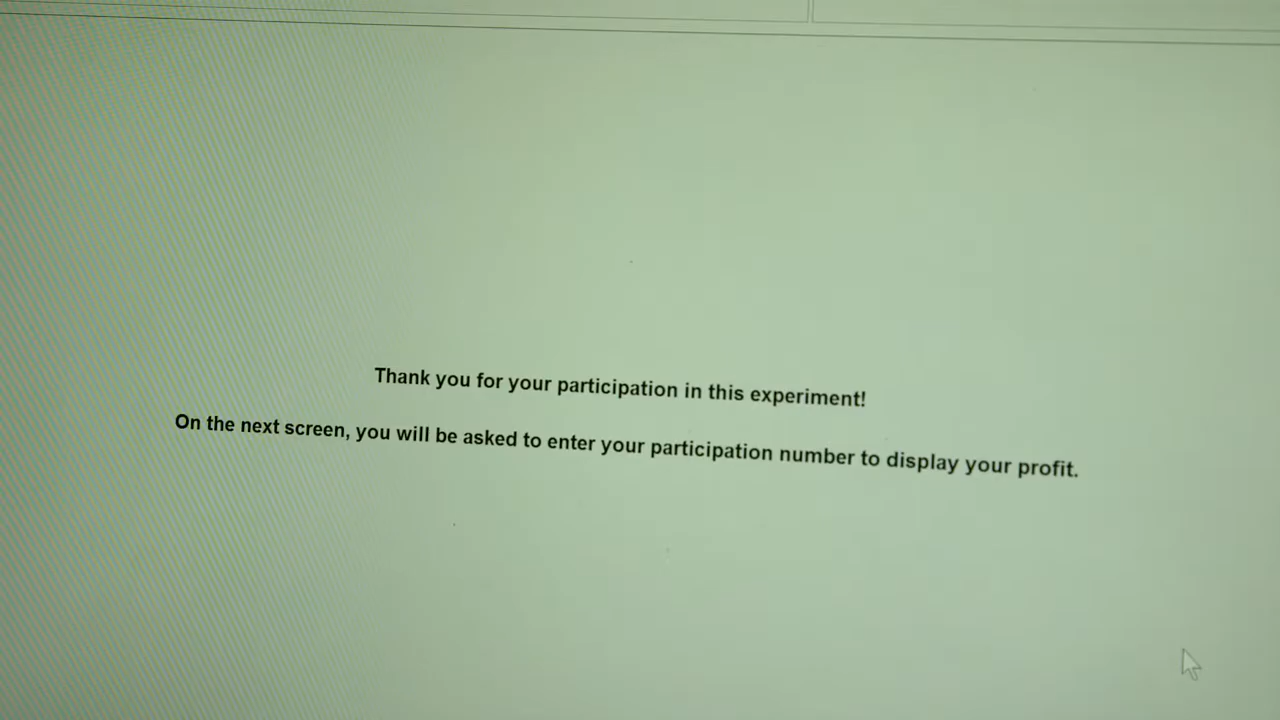 Thank you for your participation in this experiment!
On the next screen, you will be asked to enter your participation number to display your profit.